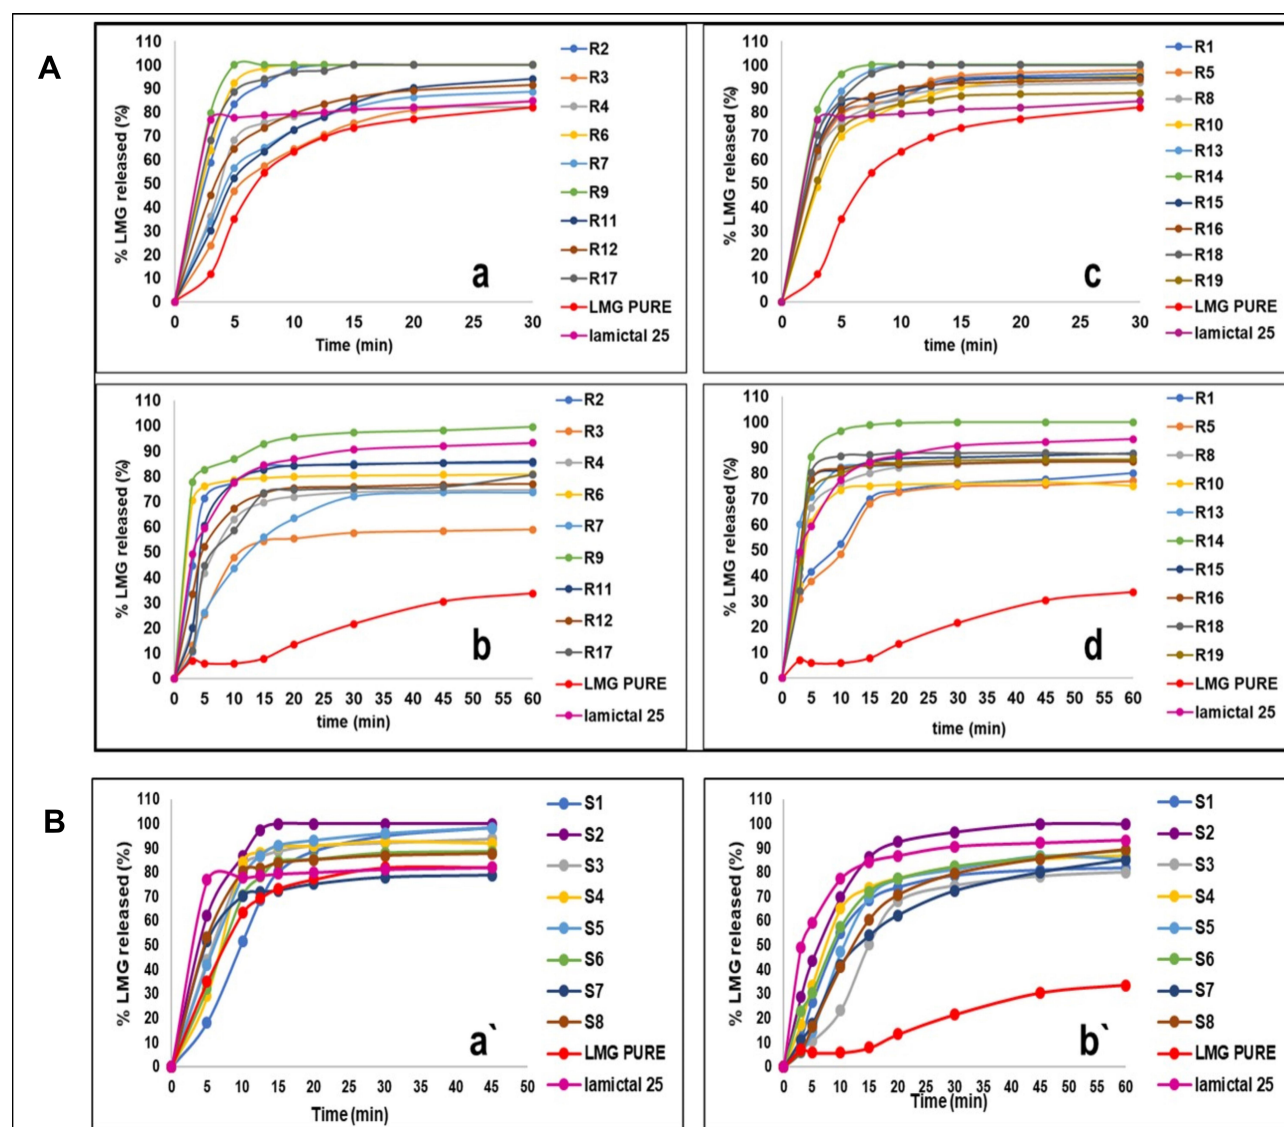 A
% LMG released (%)
110
100
90
80
70
60
50
40
30
20
10
0
0 5 10 15 20 25 30
Time (min)
a
R2
R3
R4
R6
R7
R9
R11
R12
R17
LMG PURE
lamictal 25
% LMG released (%)
110
100
90
80
70
60
50
40
30
20
10
0
0 5 10 15 20 25 30
time (min)
c
R1
R5
R8
R10
R13
R14
R15
R16
R18
R19
LMG PURE
lamictal 25
% LMG released (%)
110
100
90
80
70
60
50
40
30
20
10
0
0 5 10 15 20 25 30 35 40 45 50 55 60
time (min)
b
R2
R3
R4
R6
R7
R9
R11
R12
R17
LMG PURE
lamictal 25
% LMG released (%)
110
100
90
80
70
60
50
40
30
20
10
0
0 5 10 15 20 25 30 35 40 45 50 55 60
time (min)
d
R1
R5
R8
R10
R13
R14
R15
R16
R18
R19
LMG PURE
lamictal 25
B
% LMG released (%)
110
100
90
80
70
60
50
40
30
20
10
0
0 5 10 15 20 25 30 35 40 45 50
Time (min)
a`
S1
S2
S3
S4
S5
S6
S7
S8
LMG PURE
lamictal 25
% LMG released (%)
110
100
90
80
70
60
50
40
30
20
10
0
0 5 10 15 20 25 30 35 40 45 50 55 60
Time (min)
b`
S1
S2
S3
S4
S5
S6
S7
S8
LMG PURE
lamictal 25